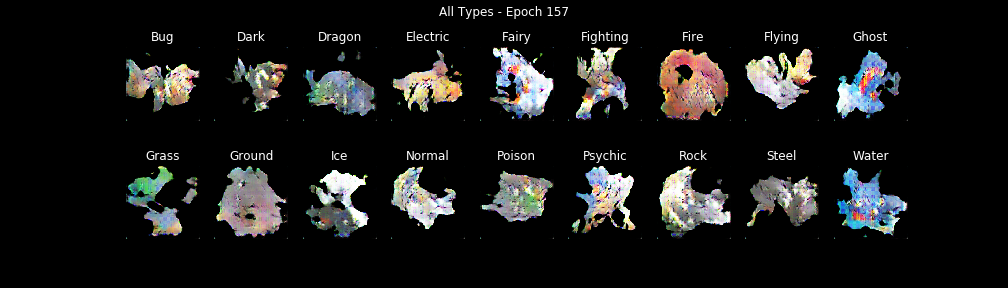 All Types - Epoch 157
Bug Dark Dragon Electric Fairy Fighting Fire Flying Ghost
Grass Ground Ice Normal Poison Psychic Rock Steel Water